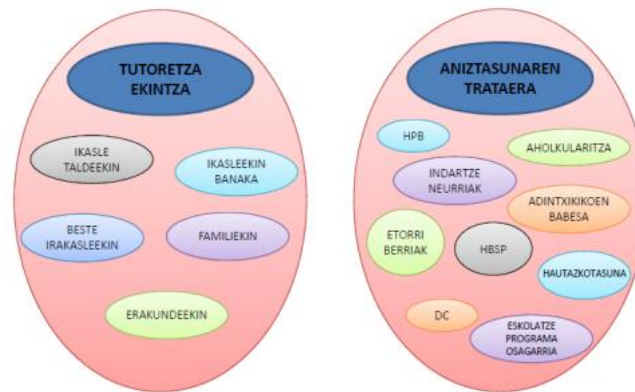 TUTORETZA
EKINTZA
IKASLE
TALDEEKIN
IKASLEEKIN
BANAKA
BESTE
IRAKASLEEKIN
FAMILIEKIN
ERAKUNDEEKIN
ANIZTASUNAREN
TRATAERA
HPB
AHOLKULARITZA
INDARTZE
NEURRIAK
ADINTXIKIKOEN
BABESA
ETORRI
BERRIAK
HBSP
HAUTAZKOTASUNA
DC
ESKOLATZE
PROGRAMA
OSAGARRIA